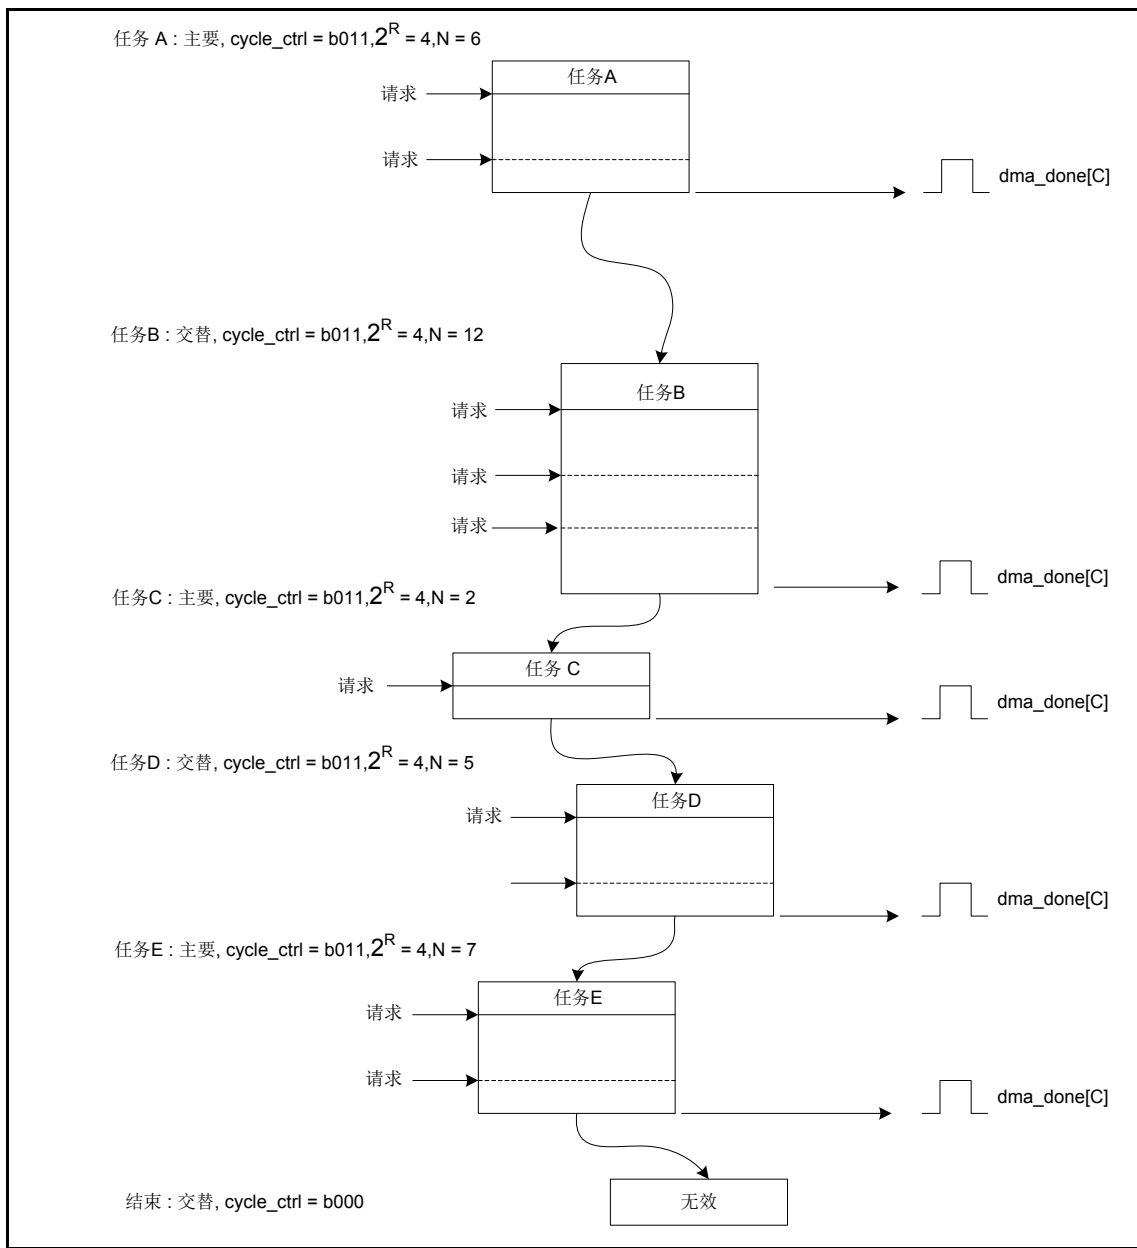 任务 A : 主要, cycle_ctrl = b011,2^R = 4,N = 6
任务A
请求
请求
dma_done[C]
任务B : 交替, cycle_ctrl = b011,2^R = 4,N = 12
任务B
请求
请求
请求
dma_done[C]
任务C : 主要, cycle_ctrl = b011,2^R = 4,N = 2
任务 C
请求
dma_done[C]
任务D : 交替, cycle_ctrl = b011,2^R = 4,N = 5
任务D
请求
dma_done[C]
任务E : 主要, cycle_ctrl = b011,2^R = 4,N = 7
任务E
请求
请求
dma_done[C]
结束 : 交替, cycle_ctrl = b000
无效